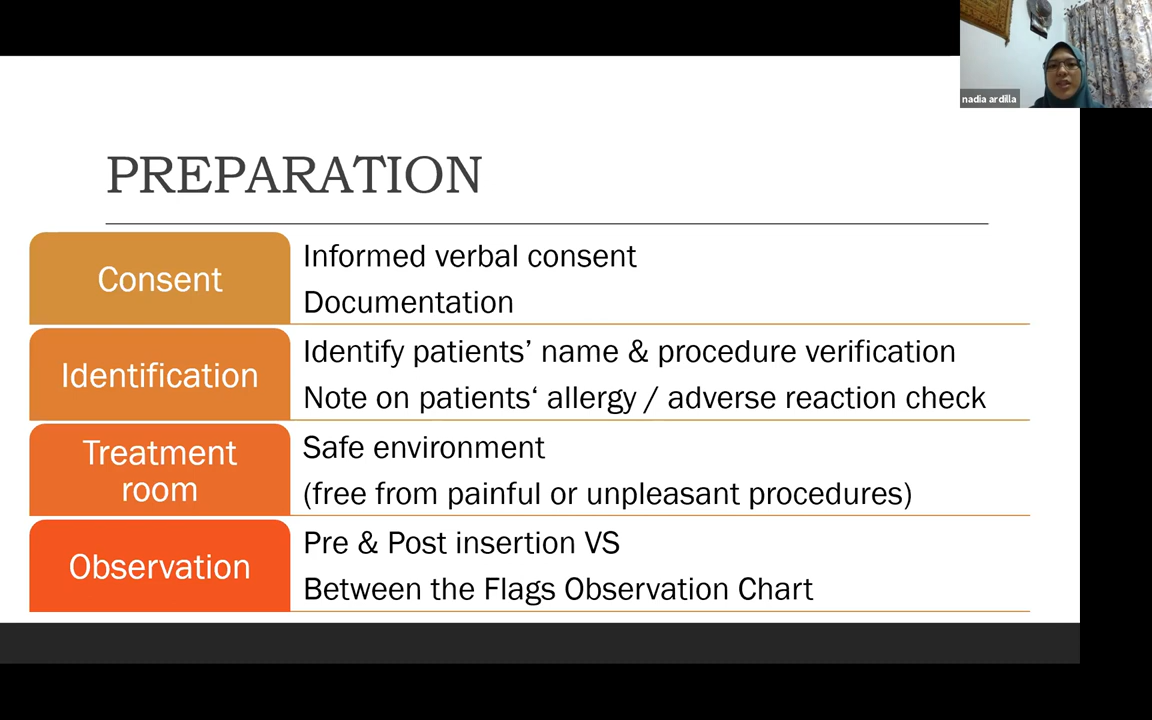 nadia ardilla
PREPARATION
Consent
Informed verbal consent
Documentation
Identification
Identify patients’ name & procedure verification
Note on patients‘ allergy / adverse reaction check
Treatment
room
Safe environment
(free from painful or unpleasant procedures)
Observation
Pre & Post insertion VS
Between the Flags Observation Chart